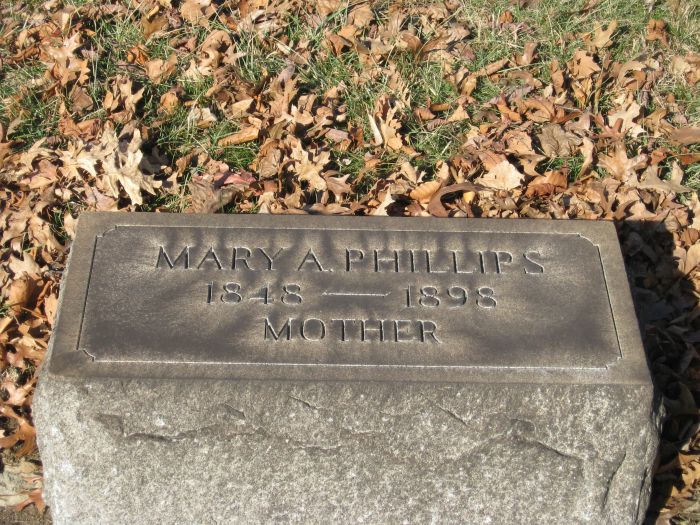 MARY A. PHILLIPS
1848 — 1898
MOTHER